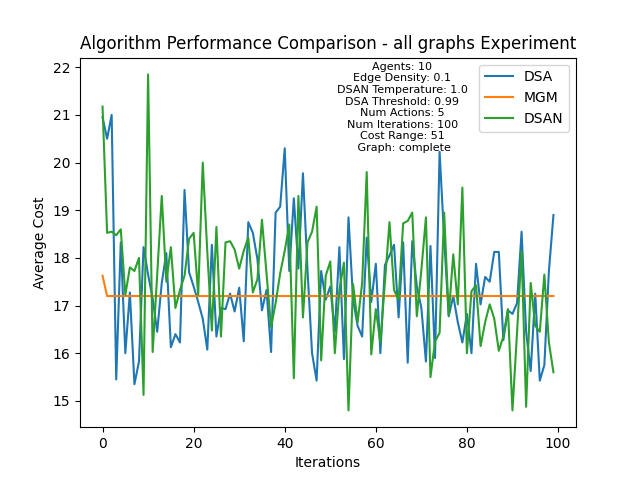 Algorithm Performance Comparison - all graphs Experiment
Agents: 10
Edge Density: 0.1
DSAN Temperature: 1.0
DSA Threshold: 0.99
Num Actions: 5
Num Iterations: 100
Cost Range: 51
Graph: complete
DSA
MGM
DSAN
Average Cost
22
21
20
19
18
17
16
15
0
20
40
60
80
100
Iterations